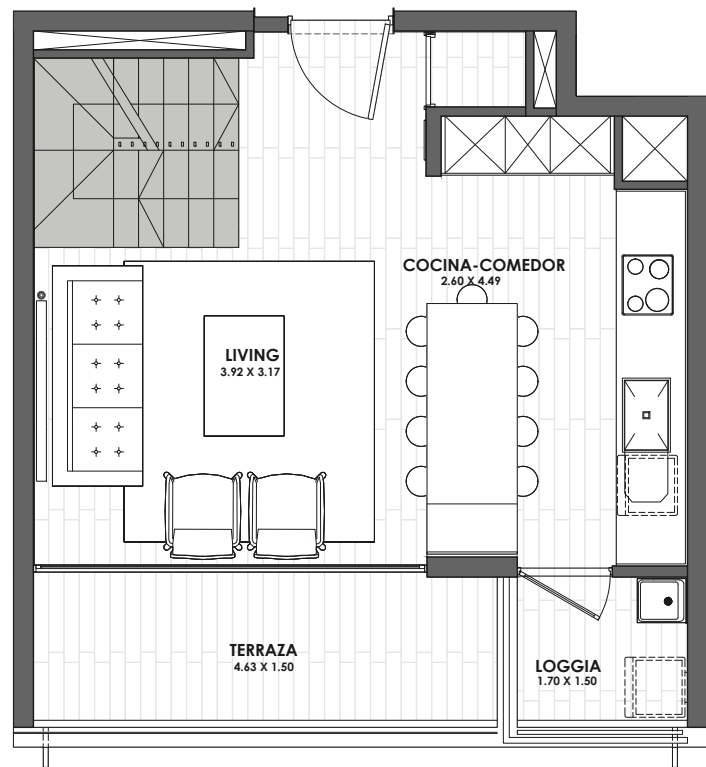 COCINA-COMEDOR
2.60 X 4.49
LIVING
3.92 X 3.17
TERRAZA
4.63 X 1.50
LOGGIA
1.70 X 1.50